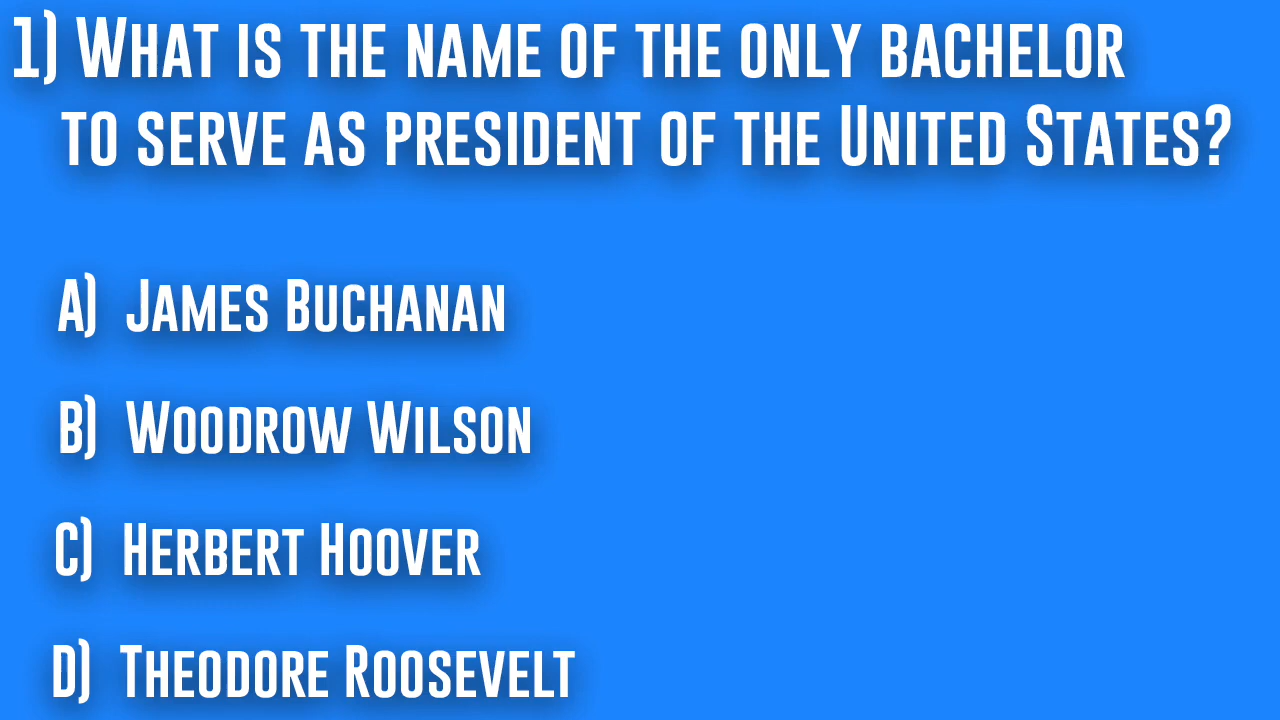 1) What is the name of the only bachelor
to serve as president of the United States?
A) James Buchanan
B) Woodrow Wilson
C) Herbert Hoover
D) Theodore Roosevelt